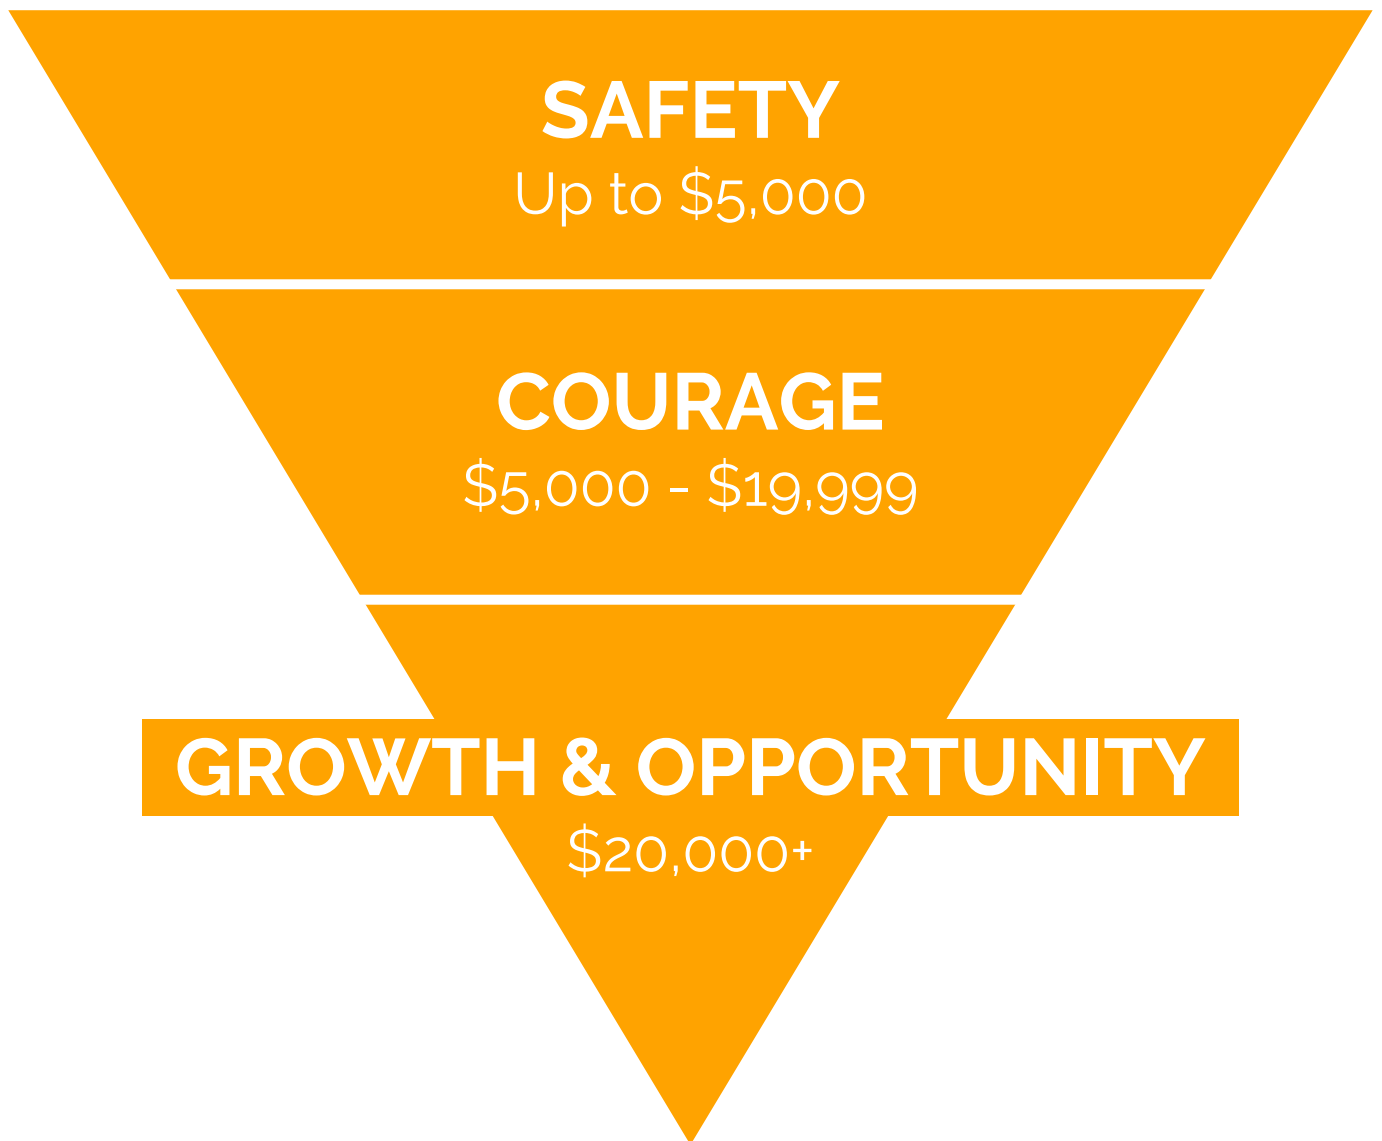 SAFETY
Up to $5,000
COURAGE
$5,000 - $19,999
GROWTH & OPPORTUNITY
$20,000+